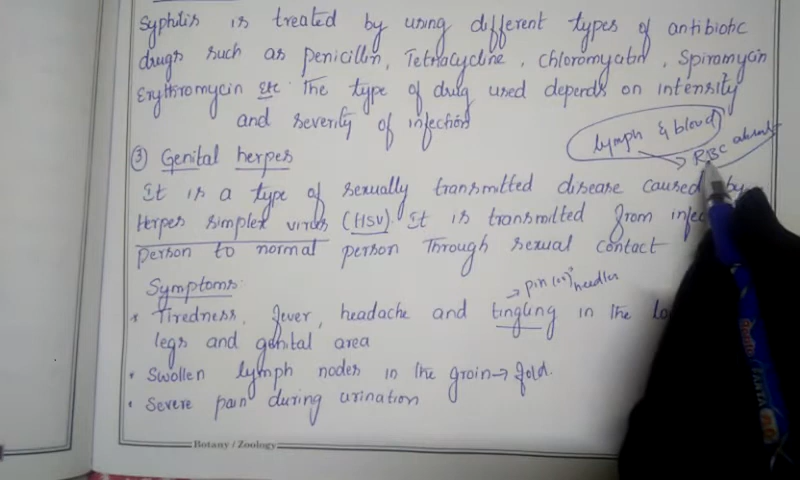 Syphilis is treated by using different types of antibiotic
drugs such as penicillin, Tetracycline, chloromycitin, Spiromycin
Erythromycin Etc. The type of drug used depends on intensity
and severity of infection
lymph & blood
→ RBC absent
③ Genital herpes
It is a type of sexually transmitted disease caused by
Herpes simplex virus (HSV). It is transmitted from
person to normal person through sexual contact
Symptoms:
→ pin (or) needles
* Tiredness, fever, headache and tingling in the
legs and genital area
• Swollen lymph nodes in the groin → fold.
• Severe pain during urination
Botany / Zoology